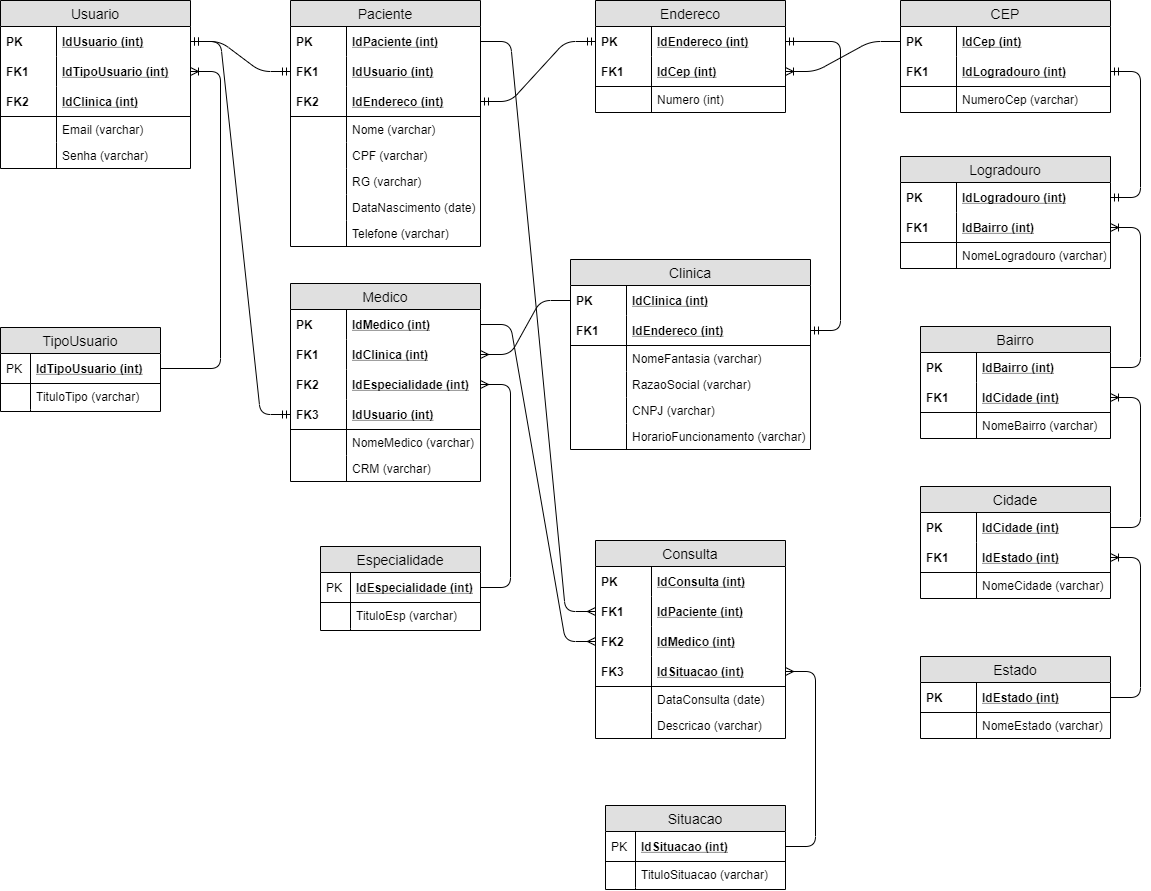 Usuario
PK IdUsuario (int)
FK1 IdTipoUsuario (int)
FK2 IdClinica (int)
Email (varchar)
Senha (varchar)
Paciente
PK IdPaciente (int)
FK1 IdUsuario (int)
FK2 IdEndereco (int)
Nome (varchar)
CPF (varchar)
RG (varchar)
DataNascimento (date)
Telefone (varchar)
Endereco
PK IdEndereco (int)
FK1 IdCep (int)
Numero (int)
CEP
PK IdCep (int)
FK1 IdLogradouro (int)
NumeroCep (varchar)
Logradouro
PK IdLogradouro (int)
FK1 IdBairro (int)
NomeLogradouro (varchar)
Clinica
PK IdClinica (int)
FK1 IdEndereco (int)
NomeFantasia (varchar)
RazaoSocial (varchar)
CNPJ (varchar)
HorarioFuncionamento (varchar)
Medico
PK IdMedico (int)
FK1 IdClinica (int)
FK2 IdEspecialidade (int)
FK3 IdUsuario (int)
NomeMedico (varchar)
CRM (varchar)
TipoUsuario
PK IdTipoUsuario (int)
TituloTipo (varchar)
Bairro
PK IdBairro (int)
FK1 IdCidade (int)
NomeBairro (varchar)
Cidade
PK IdCidade (int)
FK1 IdEstado (int)
NomeCidade (varchar)
Especialidade
PK IdEspecialidade (int)
TituloEsp (varchar)
Consulta
PK IdConsulta (int)
FK1 IdPaciente (int)
FK2 IdMedico (int)
FK3 IdSituacao (int)
DataConsulta (date)
Descricao (varchar)
Estado
PK IdEstado (int)
NomeEstado (varchar)
Situacao
PK IdSituacao (int)
TituloSituacao (varchar)